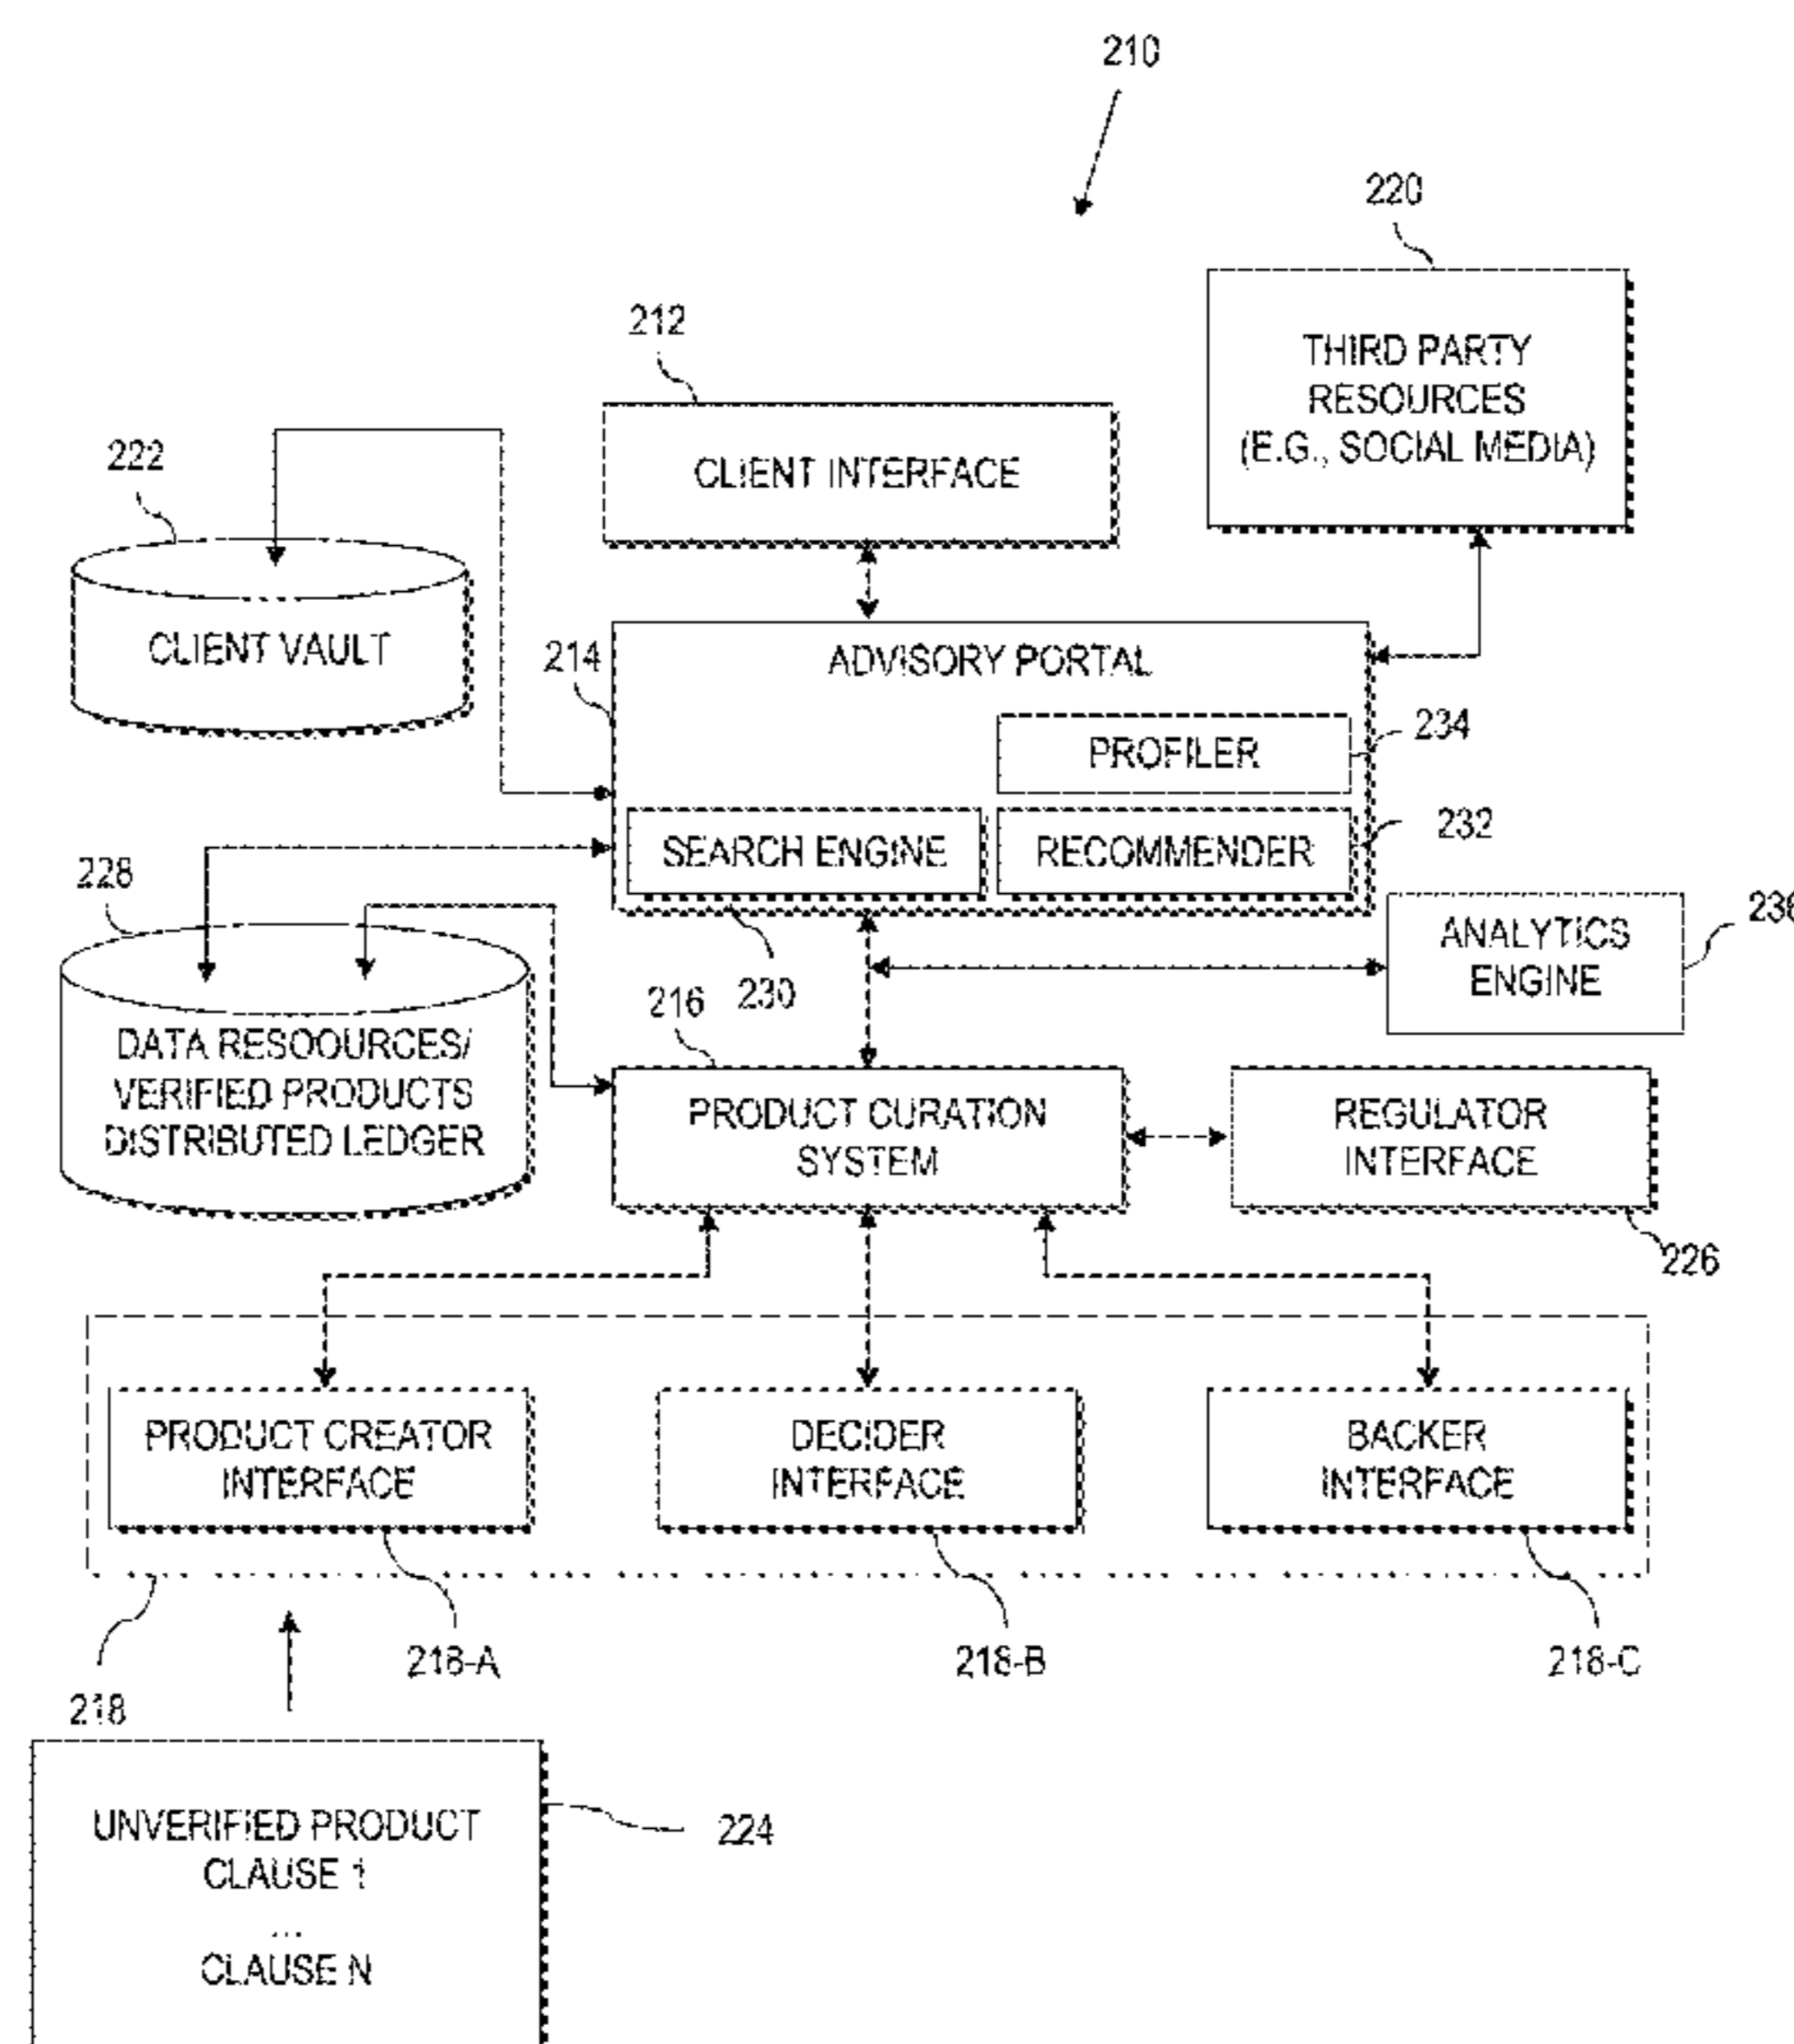 210
220
THIRD PARTY
RESOURCES
(E.G., SOCIAL MEDIA)
212
CLIENT INTERFACE
222
CLIENT VAULT
214
ADVISORY PORTAL
PROFILER
234
SEARCH ENGINE
RECOMMENDER
232
228
DATA RESOOURCES/
VERIFIED PRODUCTS
DISTRIBUTED LEDGER
230
ANALYTICS
ENGINE
236
216
PRODUCT CURATION
SYSTEM
REGULATOR
INTERFACE
226
PRODUCT CREATOR
INTERFACE
DECIDER
INTERFACE
BACKER
INTERFACE
218-A
218-B
218-C
218
UNVERIFIED PRODUCT
CLAUSE 1
...
CLAUSE N
224